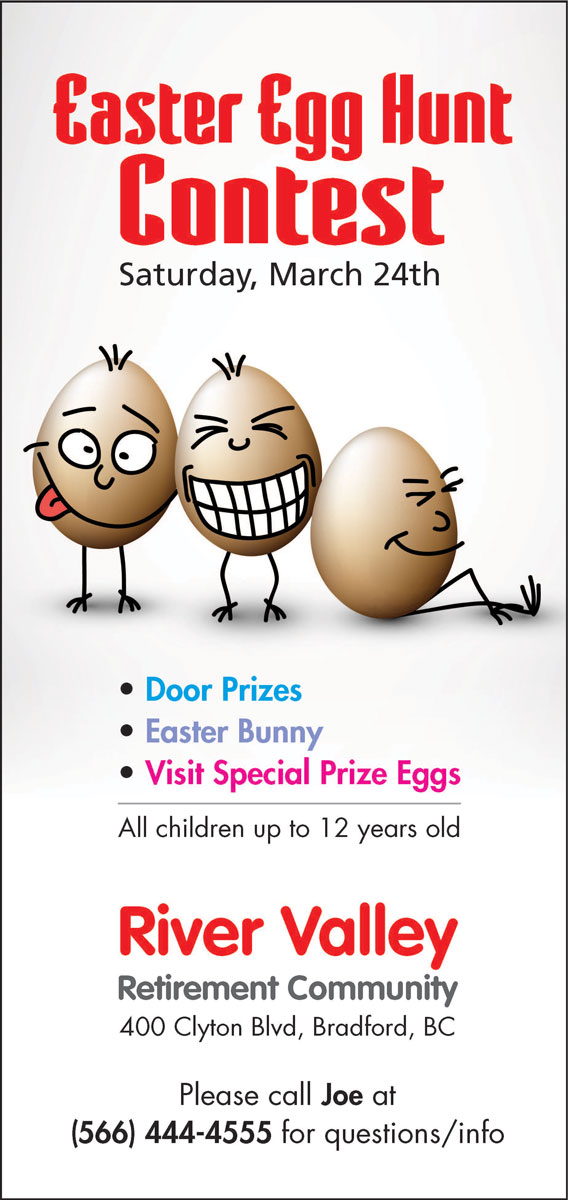 Easter Egg Hunt
Contest
Saturday, March 24th
• Door Prizes
• Easter Bunny
• Visit Special Prize Eggs
All children up to 12 years old
River Valley
Retirement Community
400 Clyton Blvd, Bradford, BC
Please call Joe at
(566) 444-4555 for questions/info